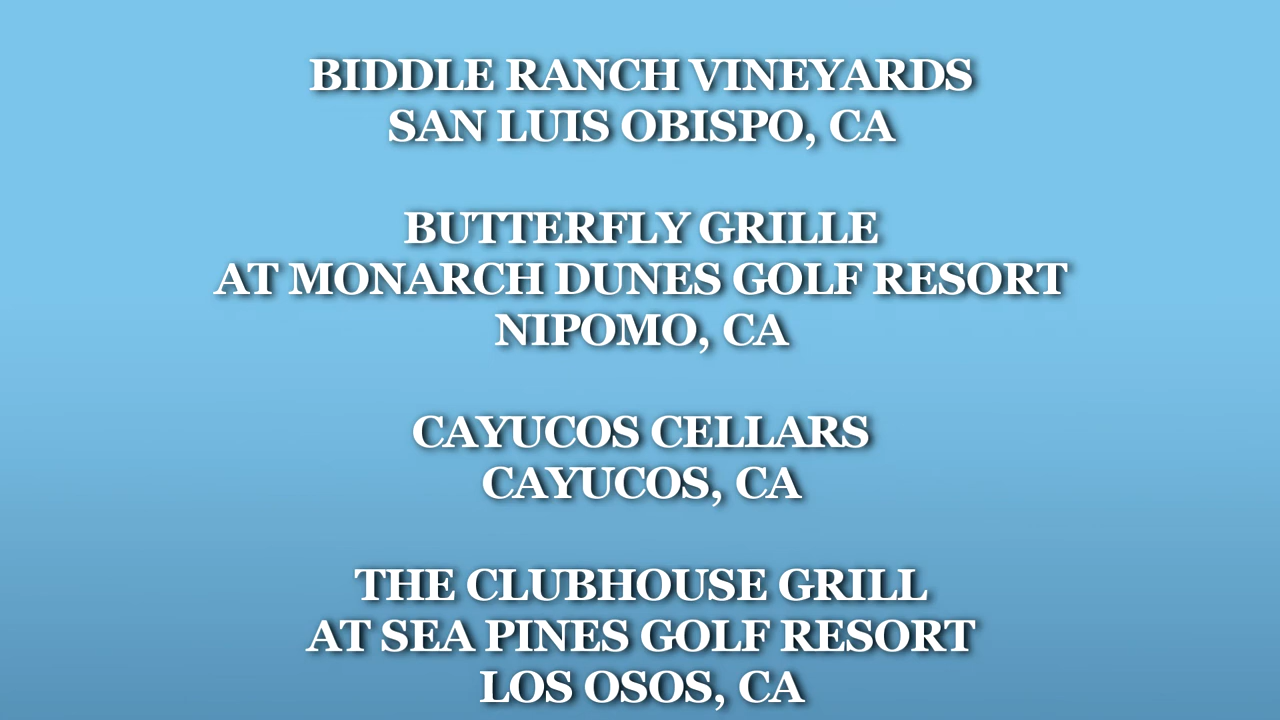 BIDDLE RANCH VINEYARDS
SAN LUIS OBISPO, CA
BUTTERFLY GRILLE
AT MONARCH DUNES GOLF RESORT
NIPOMO, CA
CAYUCOS CELLARS
CAYUCOS, CA
THE CLUBHOUSE GRILL
AT SEA PINES GOLF RESORT
LOS OSOS, CA